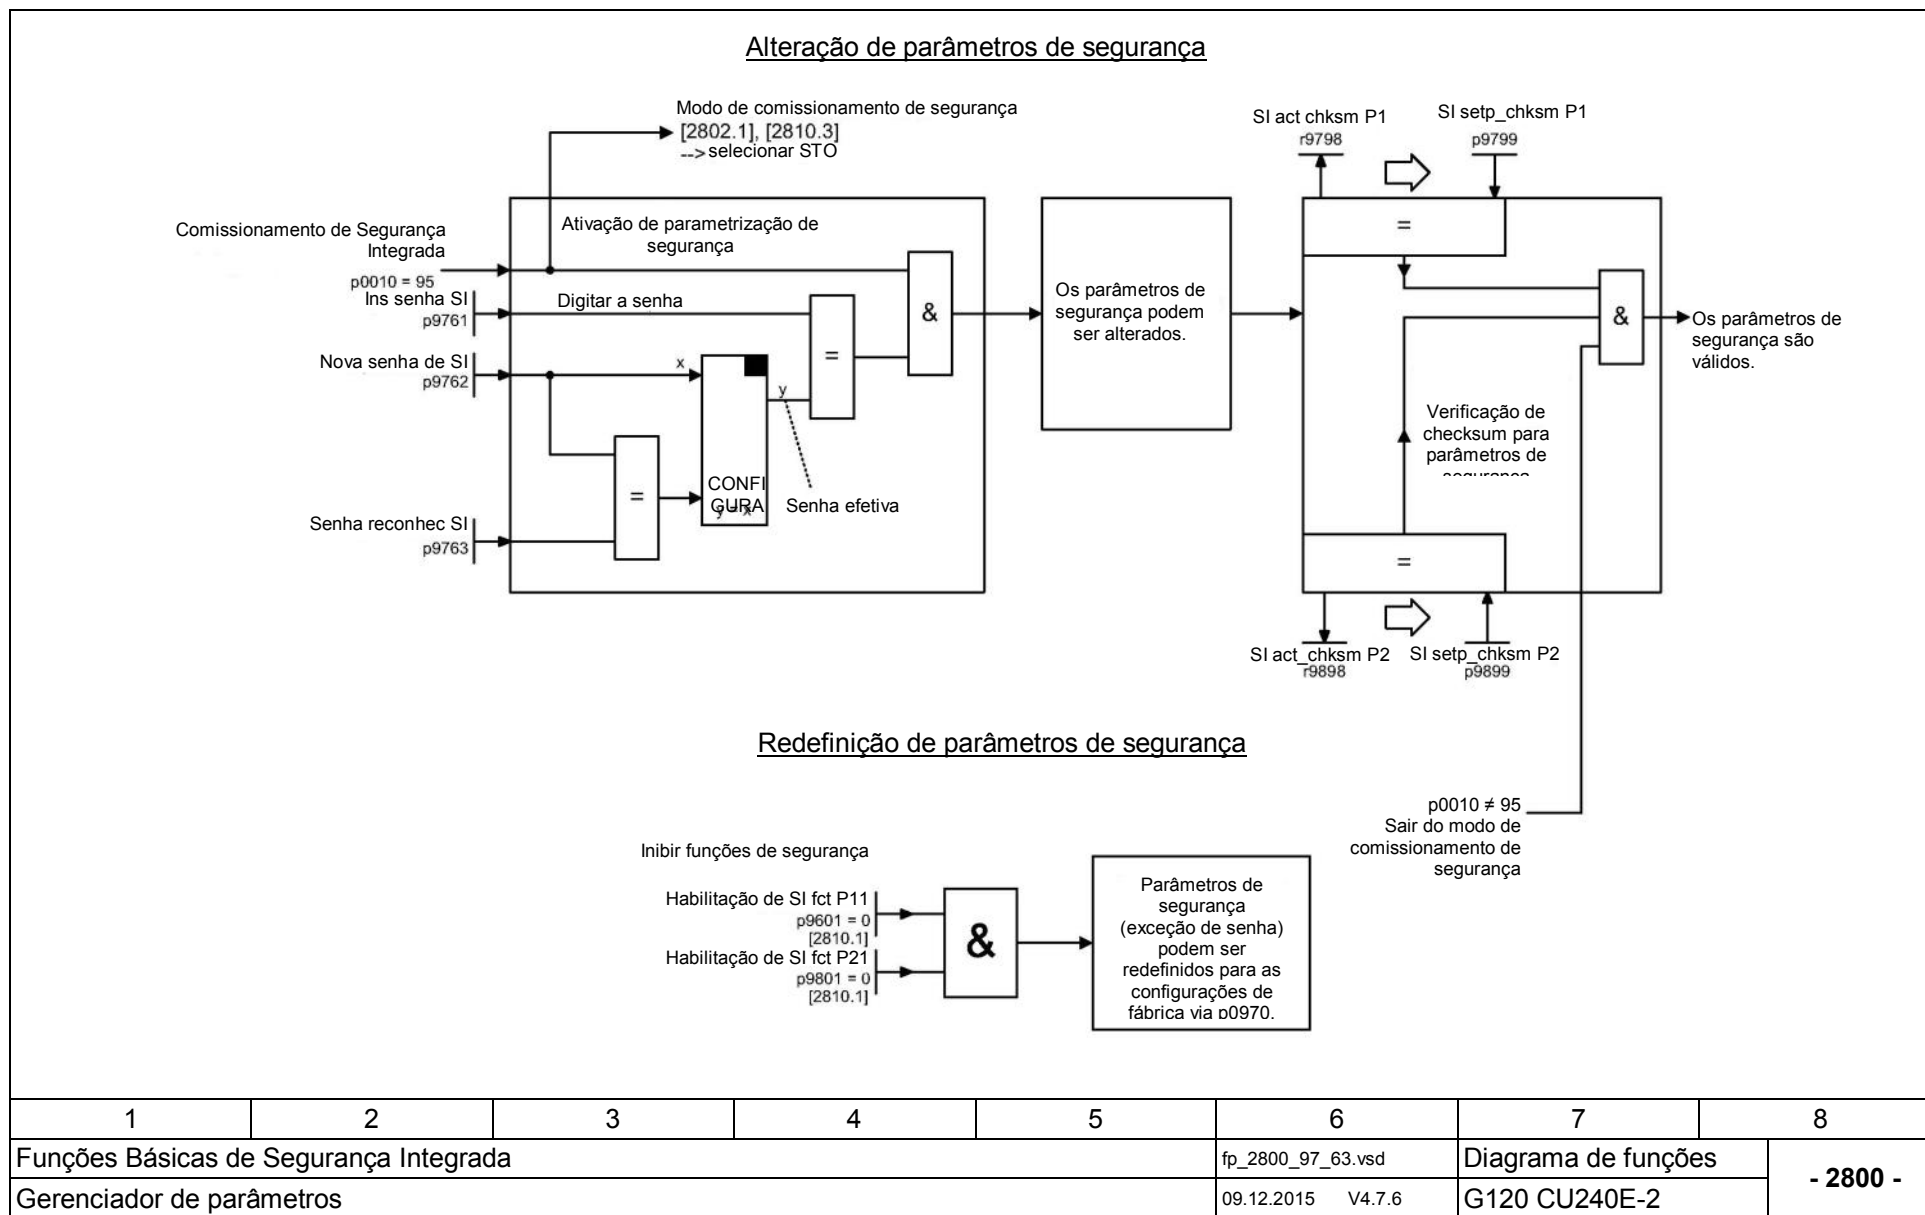 Alteração de parâmetros de segurança
Modo de comissionamento de segurança
[2802.1], [2810.3]
--> selecionar STO
SI act chksm P1
r9798
SI setp_chksm P1
p9799
Comissionamento de Segurança
Integrada
p0010 = 95
Ativação de parametrização de
segurança
=
Ins senha SI
p9761
Digitar a senha
&
Os parâmetros de
segurança podem
ser alterados.
&
Os parâmetros de
segurança são
válidos.
Nova senha de SI
p9762
x
y
=
Verificação de
checksum para
parâmetros de
segurança
CONFI
GURA
y = x
Senha efetiva
=
Senha reconhec SI
p9763
=
SI act_chksm P2
r9898
SI setp_chksm P2
p9899
Redefinição de parâmetros de segurança
p0010 ≠ 95
Sair do modo de
comissionamento de
segurança
Inibir funções de segurança
Habilitação de SI fct P11
p9601 = 0
[2810.1]
Habilitação de SI fct P21
p9801 = 0
[2810.1]
&
Parâmetros de
segurança
(exceção de senha)
podem ser
redefinidos para as
configurações de
fábrica via p0970.
1 2 3 4 5 6 7 8
Funções Básicas de Segurança Integrada
fp_2800_97_63.vsd
Diagrama de funções
- 2800 -
Gerenciador de parâmetros
09.12.2015 V4.7.6
G120 CU240E-2